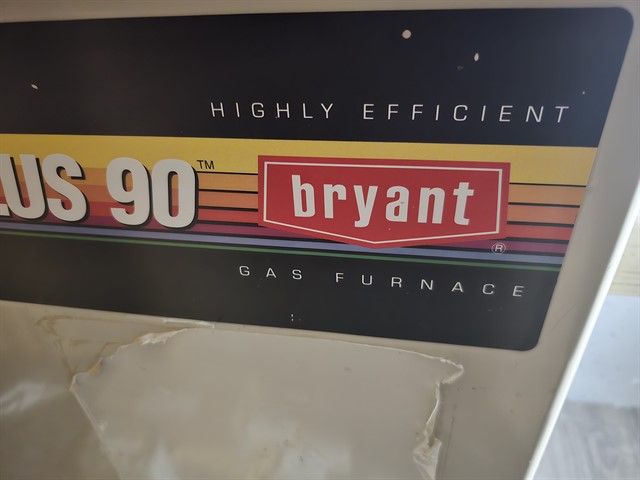 HIGHLY EFFICIENT
LUS 90™
bryant®
GAS FURNACE